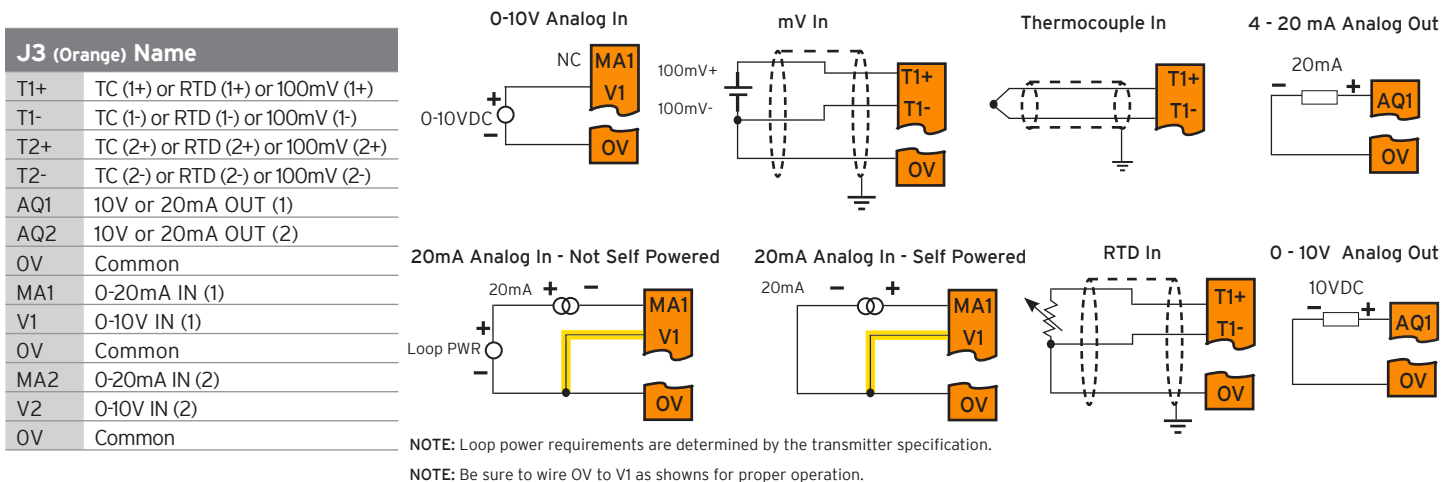 J3 (Orange) Name
T1+ TC (1+) or RTD (1+) or 100mV (1+)
T1- TC (1-) or RTD (1-) or 100mV (1-)
T2+ TC (2+) or RTD (2+) or 100mV (2+)
T2- TC (2-) or RTD (2-) or 100mV (2-)
AQ1 10V or 20mA OUT (1)
AQ2 10V or 20mA OUT (2)
0V Common
MA1 0-20mA IN (1)
V1 0-10V IN (1)
0V Common
MA2 0-20mA IN (2)
V2 0-10V IN (2)
0V Common
0-10V Analog In
NC MA1
V1
+
0-10VDC
−
0V
mV In
100mV+
T1+
100mV-
T1-
0V
Thermocouple In
T1+
T1-
4 - 20 mA Analog Out
20mA
− + AQ1
0V
20mA Analog In - Not Self Powered
20mA + −
MA1
V1
+
Loop PWR
−
0V
20mA Analog In - Self Powered
20mA − +
MA1
V1
0V
RTD In
T1+
T1-
0V
0 - 10V Analog Out
10VDC
− + AQ1
0V
NOTE: Loop power requirements are determined by the transmitter specification.
NOTE: Be sure to wire 0V to V1 as showns for proper operation.